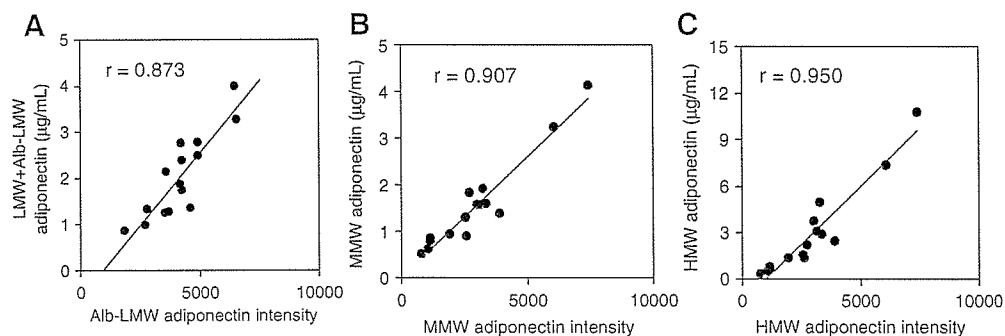 A
LMW+Alb-LMW
adiponectin (μg/mL)
5
4
3
2
1
0
r = 0.873
0
5000
10000
Alb-LMW adiponectin intensity
B
MMW adiponectin (μg/mL)
5
4
3
2
1
0
r = 0.907
0
5000
10000
MMW adiponectin intensity
C
HMW adiponectin (μg/mL)
15
12
9
6
3
0
r = 0.950
0
5000
10000
HMW adiponectin intensity